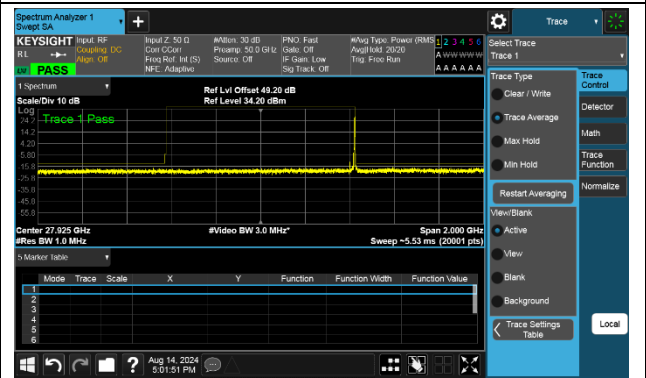 Spectrum Analyzer 1
Swept SA
Trace
KEYSIGHT Input: RF Input Z: 50 Ω #Atten: 30 dB PNO: Fast #Avg Type: Power (RMS 1 2 3 4 5 6
RL Coupling: DC Corr CCorr Preamp: 50.0 GHz Gate: Off Avg|Hold: 20/20 A W W W W W
Align: Off Freq Ref: Int (S) Source: Off IF Gain: Low Trig: Free Run A A A A A A
PASS NFE: Adaptive Sig Track: Off
Select Trace
Trace 1
1 Spectrum
Ref Lvl Offset 49.20 dB
Scale/Div 10 dB Ref Level 34.20 dBm
Log
Trace 1 Pass
24.2
14.2
4.20
-5.80
-15.8
-25.8
-35.8
-45.8
-55.8
Center 27.925 GHz #Video BW 3.0 MHz* Span 2.000 GHz
#Res BW 1.0 MHz Sweep ~5.53 ms (20001 pts)
5 Marker Table
Mode Trace Scale X Y Function Function Width Function Value
1
2
3
4
5
6
Trace Type
Clear / Write
Trace Average
Max Hold
Min Hold
Restart Averaging
View/Blank
Active
View
Blank
Background
Trace Settings
Table
Trace
Control
Detector
Math
Trace
Function
Normalize
Local
Aug 14, 2024
5:01:51 PM